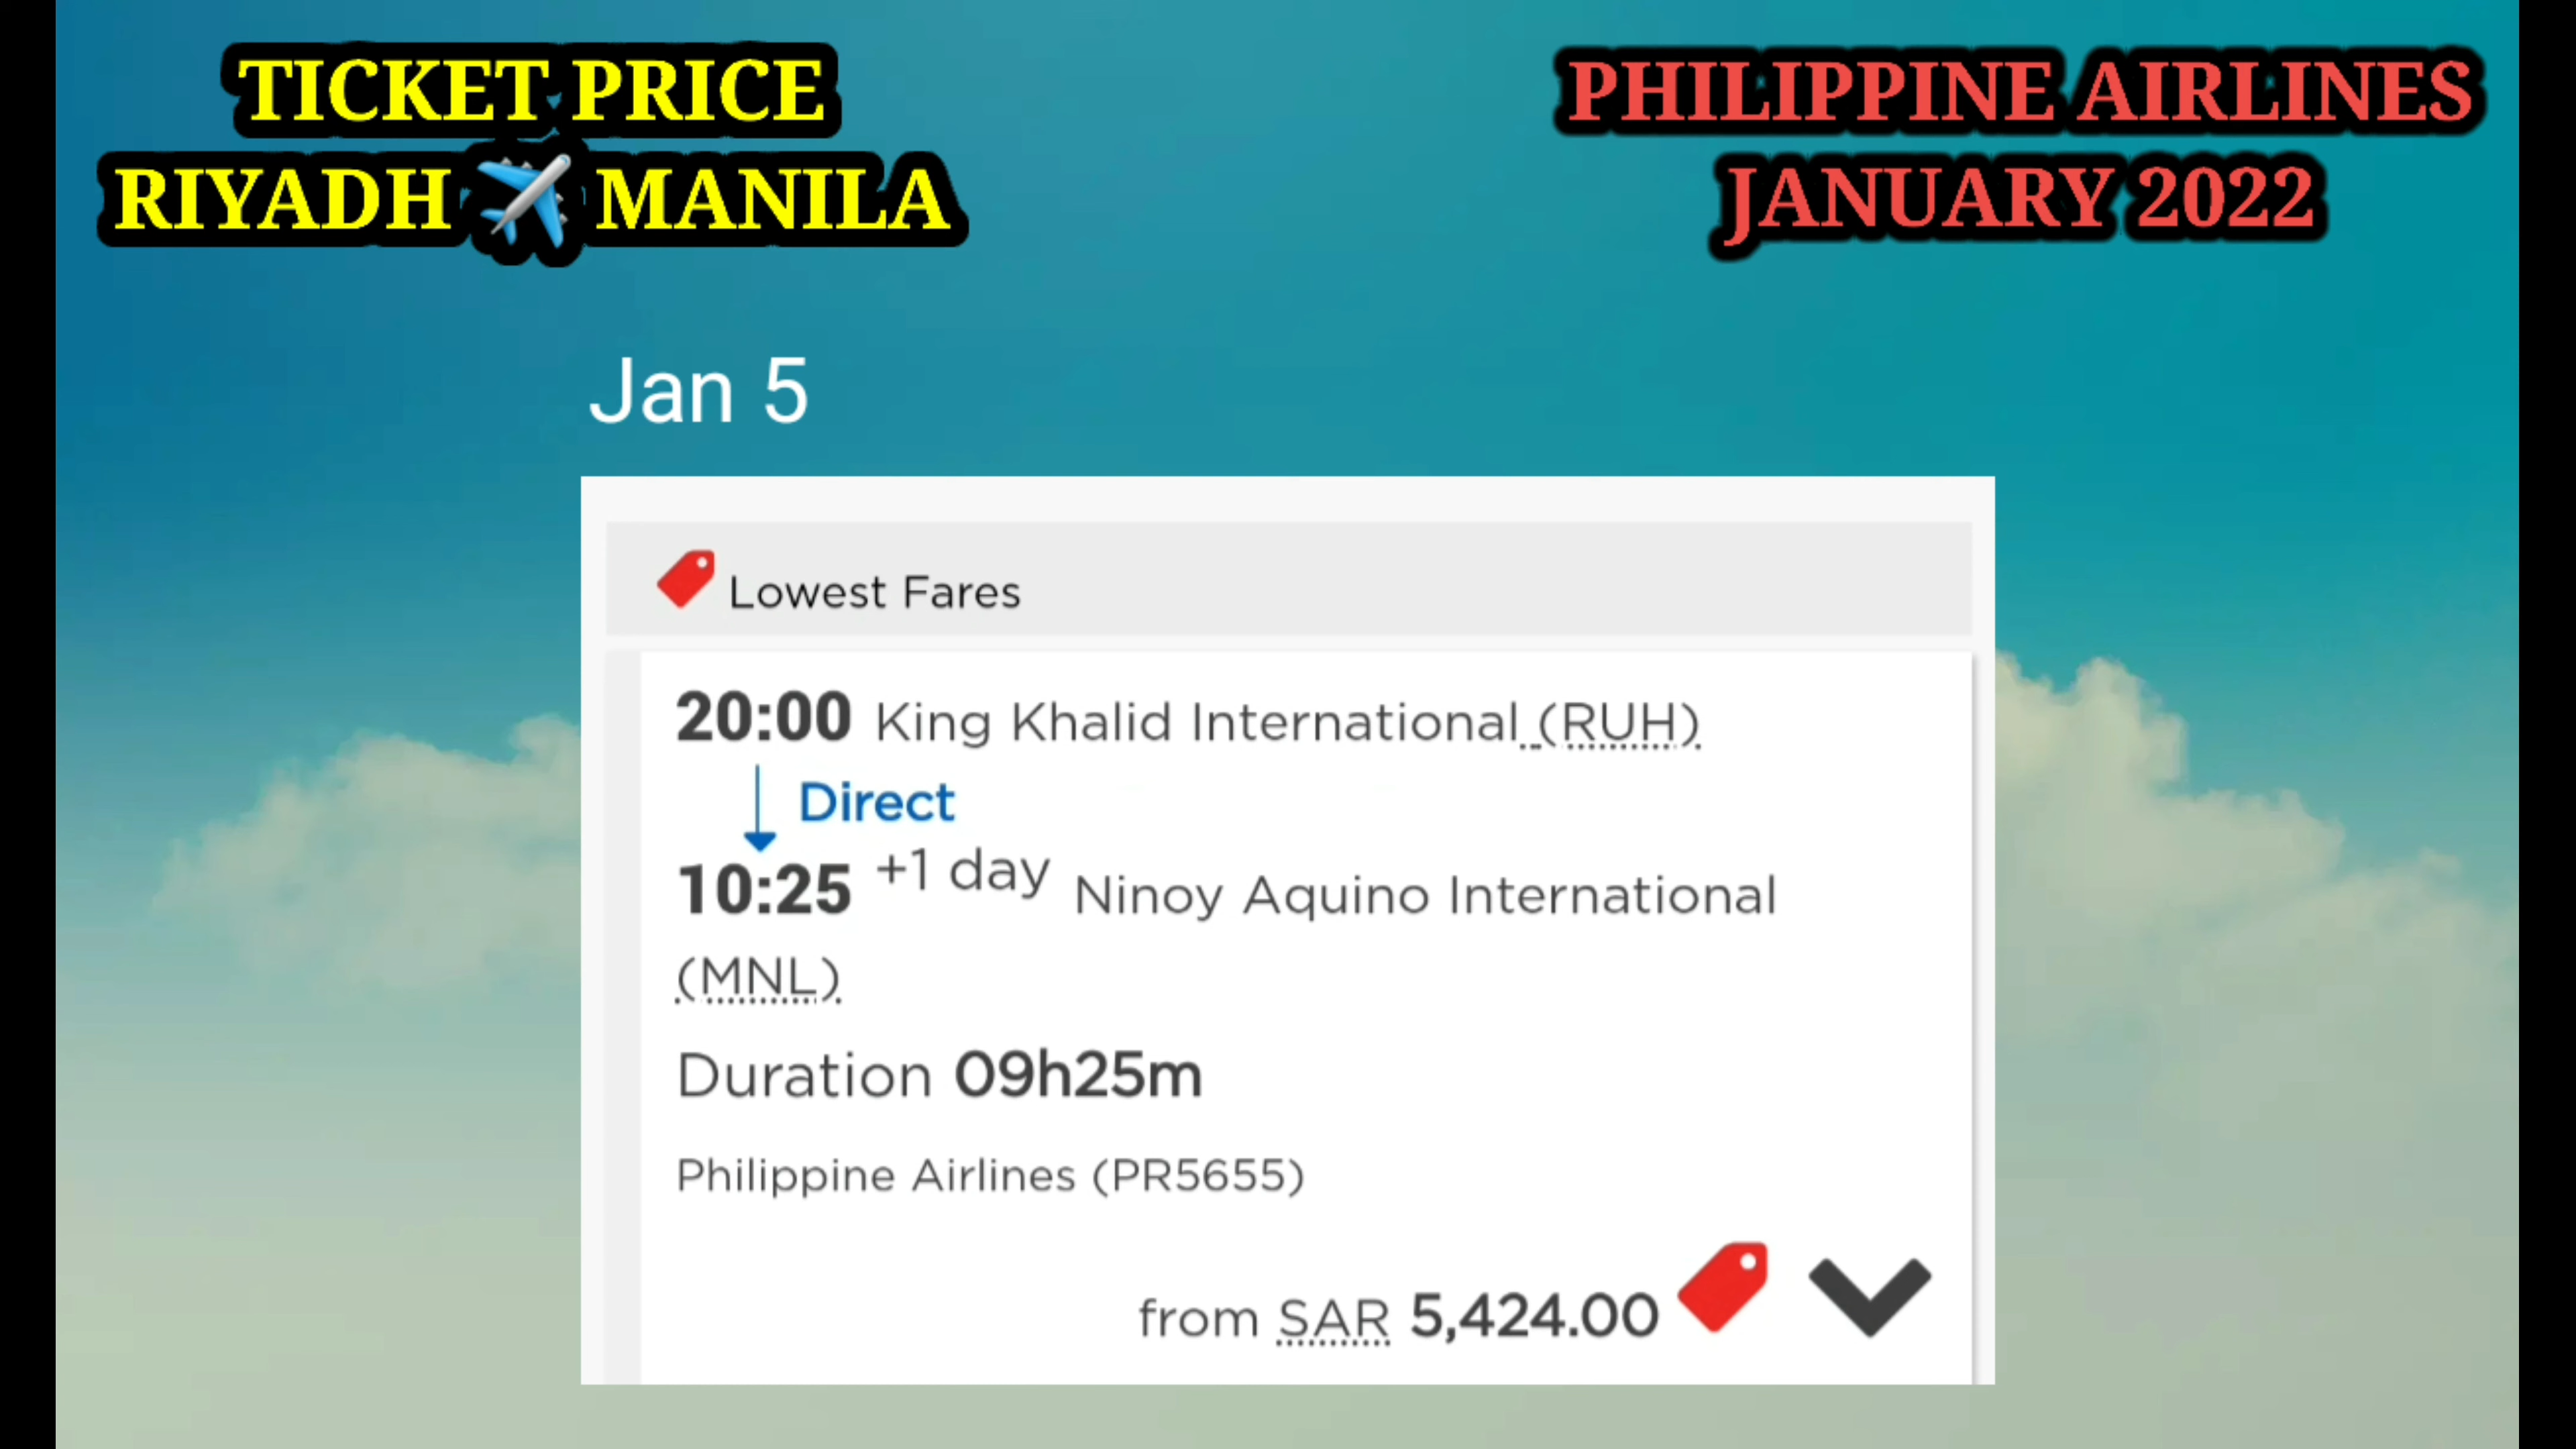 TICKET PRICE
RIYADH ✈️ MANILA
PHILIPPINE AIRLINES
JANUARY 2022
Jan 5
Lowest Fares
20:00 King Khalid International (RUH)
Direct
10:25 +1 day Ninoy Aquino International
(MNL)
Duration 09h25m
Philippine Airlines (PR5655)
from SAR 5,424.00